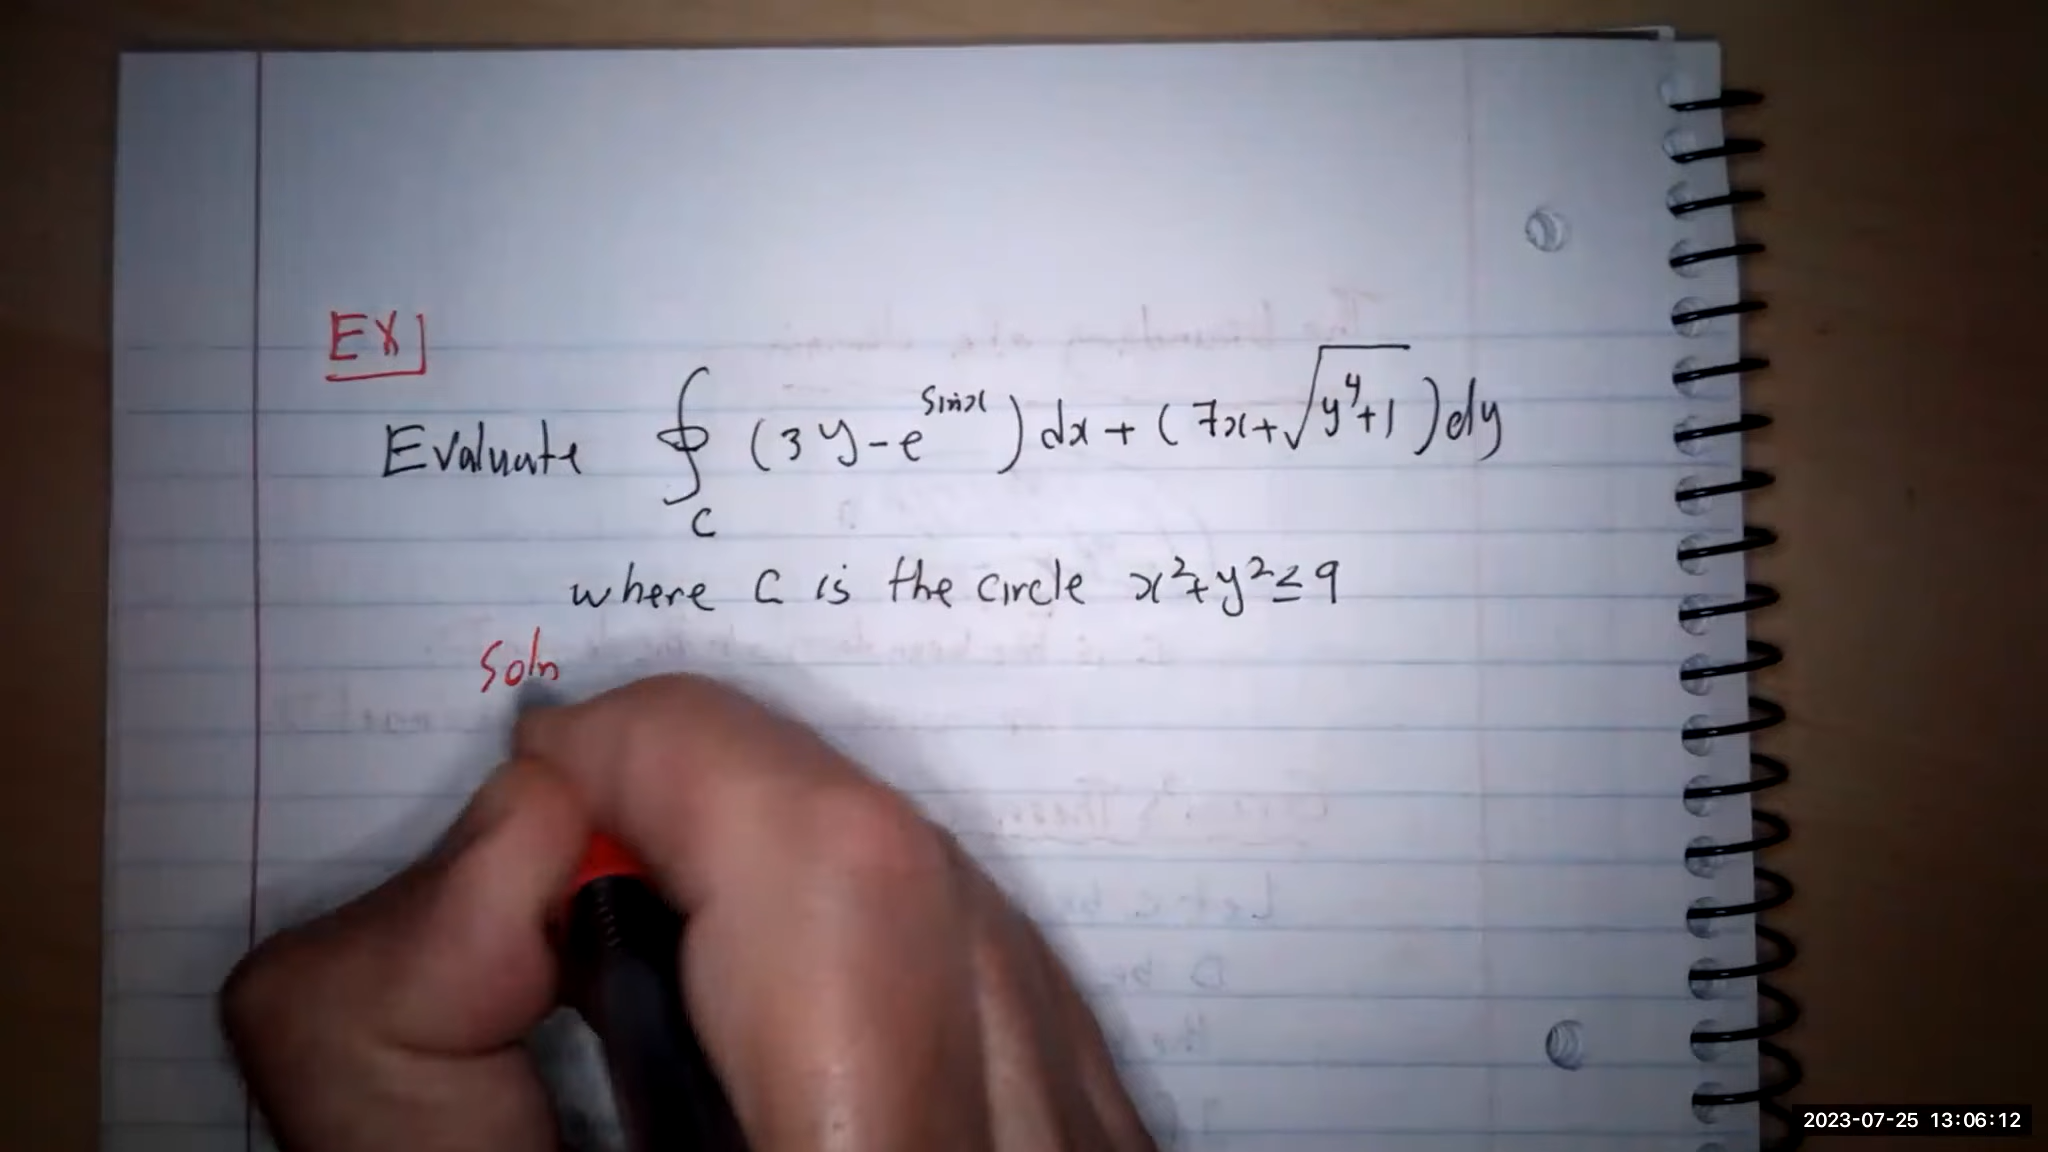 EX
Evaluate ∮_C (3y - e^{sinx}) dx + (7x + √(y⁴+1)) dy
where C is the circle x²+y² ≤ 9
Soln
2023-07-25 13:06:12